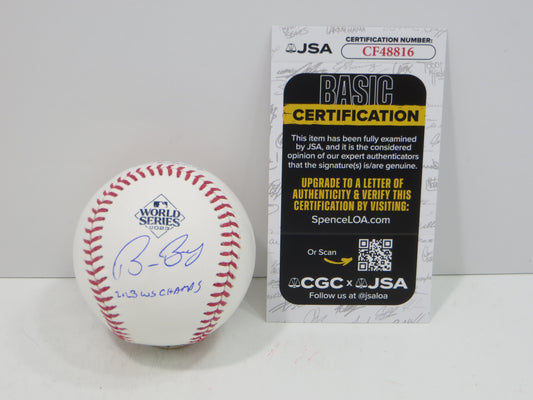 JSA
CERTIFICATION NUMBER:
CF48816
BASIC
CERTIFICATION
This item has been fully examined
by JSA, and it is the considered
opinion of our expert authenticators
that the signature(s) is/are genuine.
UPGRADE TO A LETTER OF
AUTHENTICITY & VERIFY THIS
CERTIFICATION BY VISITING:
SpenceLOA.com
Or Scan
CGC x JSA
Follow us at @jsaloa
WORLD
SERIES
2023
2023 WS CHAMPS